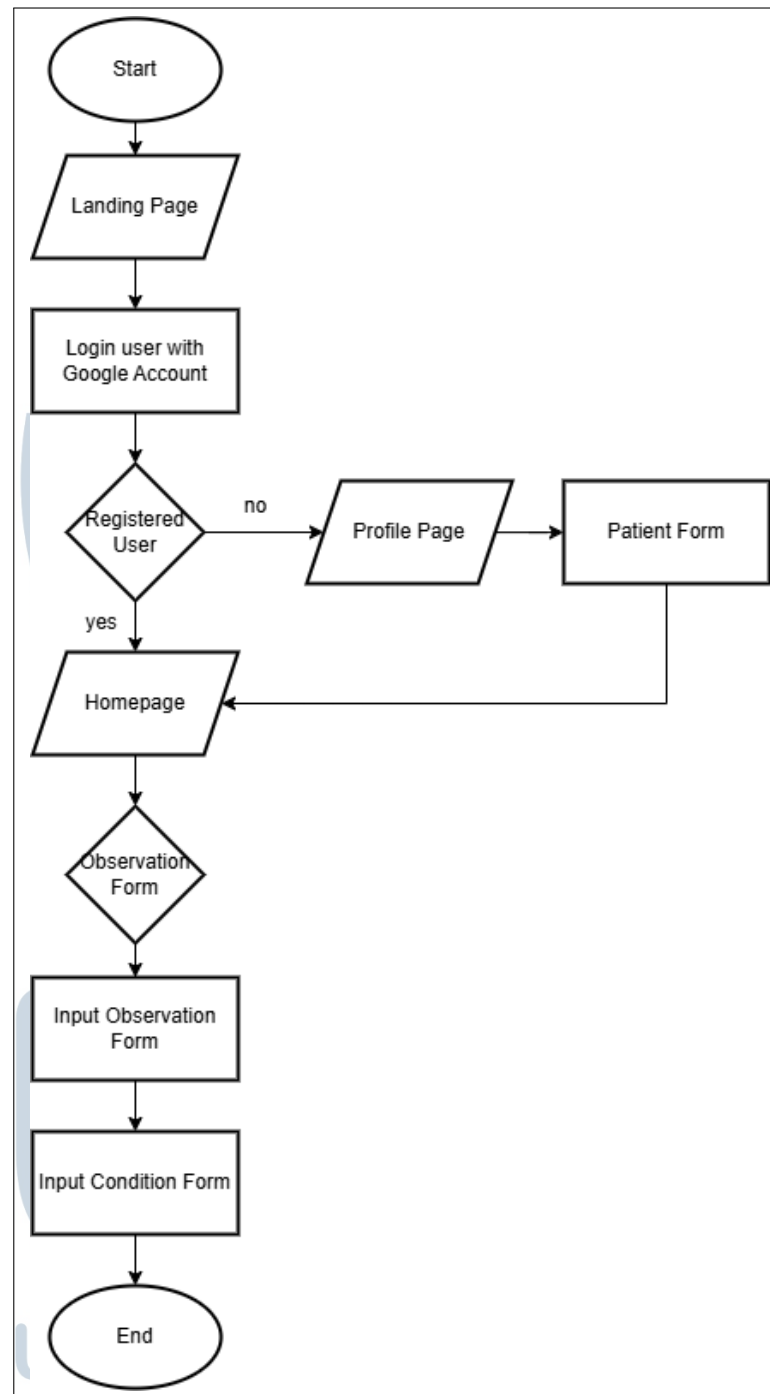 Start
Landing Page
Login user with
Google Account
Registered
User
no
Profile Page
Patient Form
yes
Homepage
Observation
Form
Input Observation
Form
Input Condition Form
End